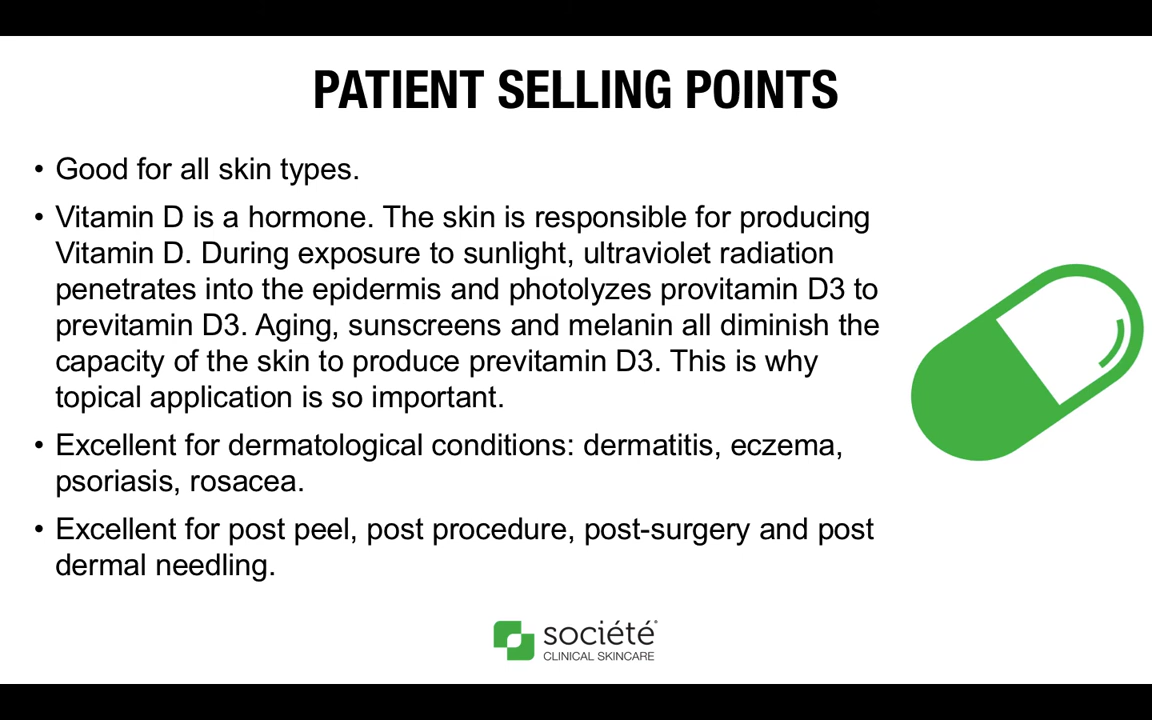 PATIENT SELLING POINTS
• Good for all skin types.
• Vitamin D is a hormone. The skin is responsible for producing
Vitamin D. During exposure to sunlight, ultraviolet radiation
penetrates into the epidermis and photolyzes provitamin D3 to
previtamin D3. Aging, sunscreens and melanin all diminish the
capacity of the skin to produce previtamin D3. This is why
topical application is so important.
• Excellent for dermatological conditions: dermatitis, eczema,
psoriasis, rosacea.
• Excellent for post peel, post procedure, post-surgery and post
dermal needling.
société®
CLINICAL SKINCARE